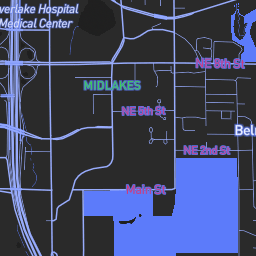 verlake Hospital
Medical Center
NE 8th St
MIDLAKES
NE 6th St
Bel
NE 2nd St
Main St